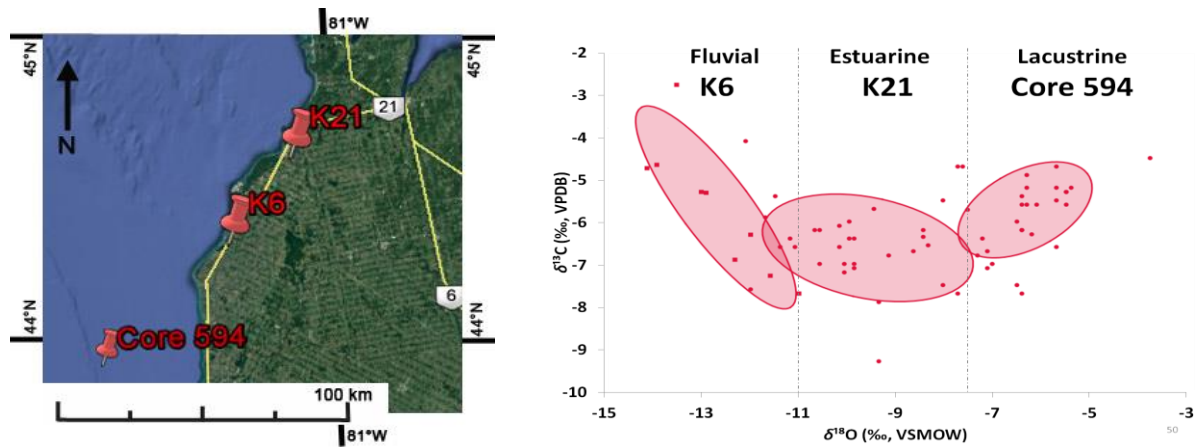 81°W
45°N
45°N
21
K21
N
K6
6
44°N
44°N
Core 594
100 km
81°W
Fluvial
K6
Estuarine
K21
Lacustrine
Core 594
-2
-3
-4
-5
-6
-7
-8
-9
-10
δ¹³C (‰, VPDB)
-15
-13
-11
-9
-7
-5
-3
δ¹⁸O (‰, VSMOW)
50